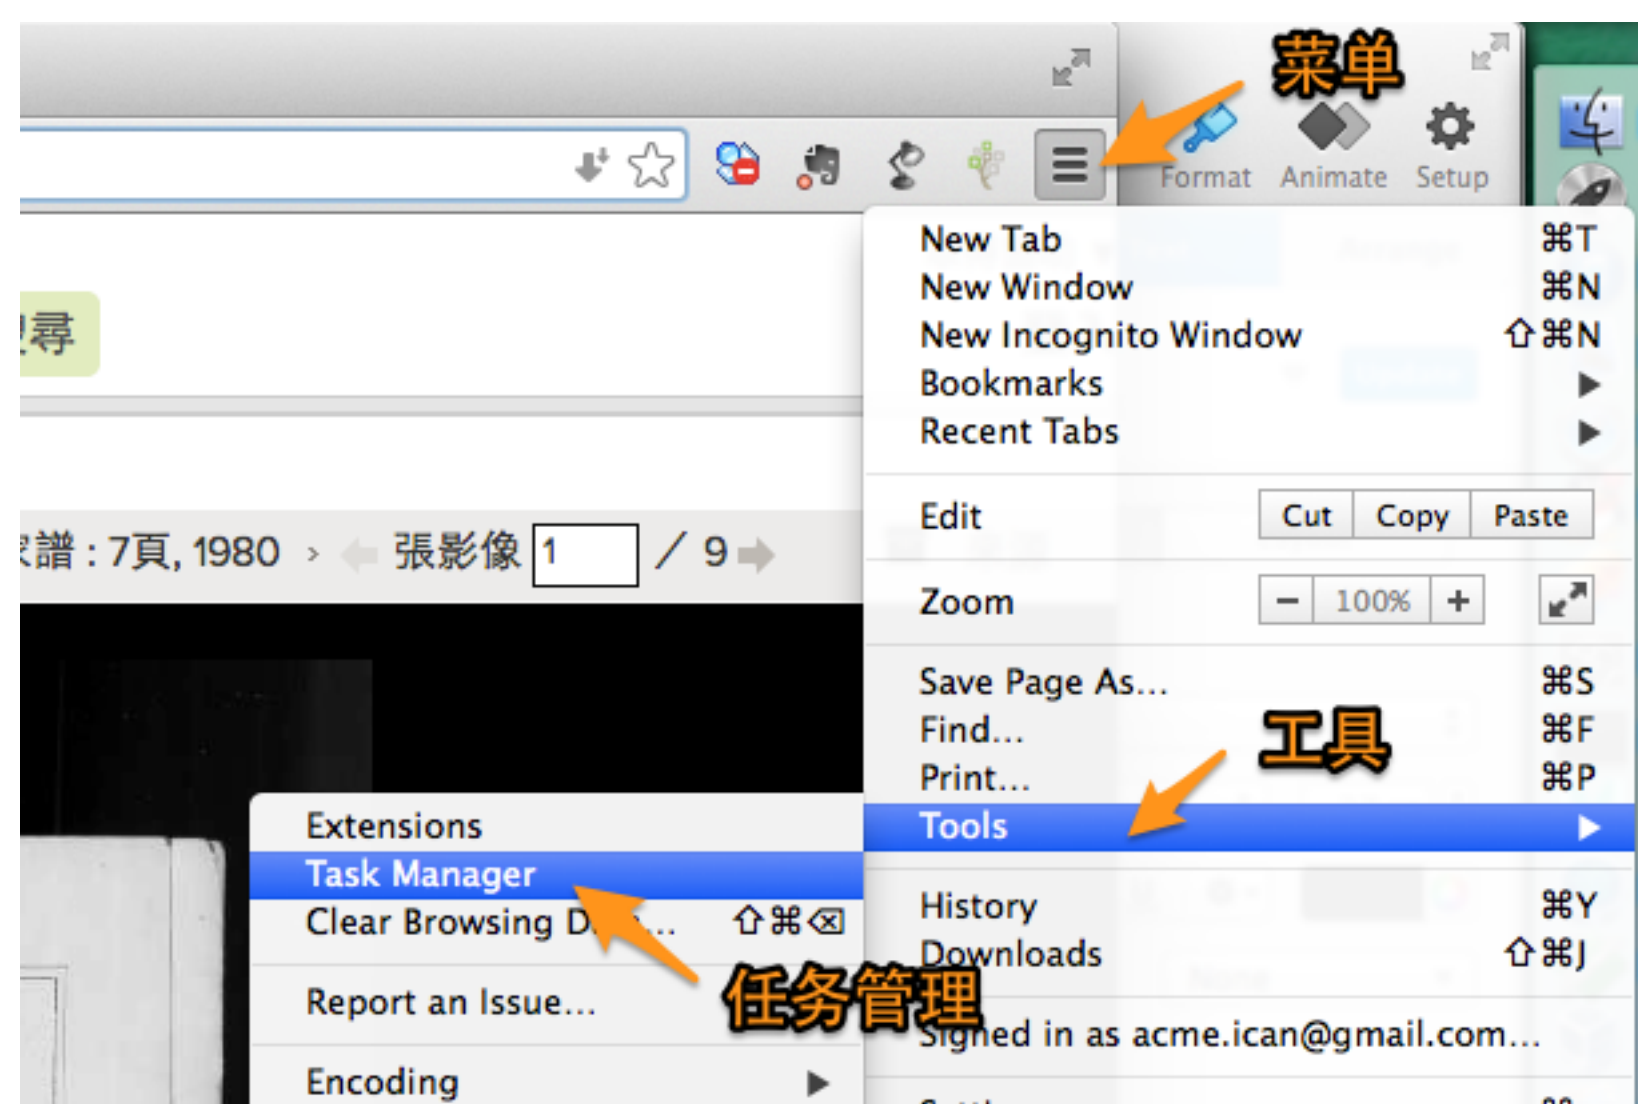 菜单
Format Animate Setup
New Tab ⌘T
New Window ⌘N
搜尋
New Incognito Window ⇧⌘N
Bookmarks ▶
Recent Tabs ▶
Edit Cut Copy Paste
譜 : 7頁, 1980 › 張影像 1 / 9
Zoom − 100% +
Save Page As... ⌘S
Find... ⌘F
工具
Print... ⌘P
Tools ▶
Extensions
Task Manager
Clear Browsing ... ⇧⌘⌫
History ⌘Y
Downloads ⇧⌘J
任务管理
Report an Issue...
Signed in as acme.ican@gmail.com...
Encoding ▶